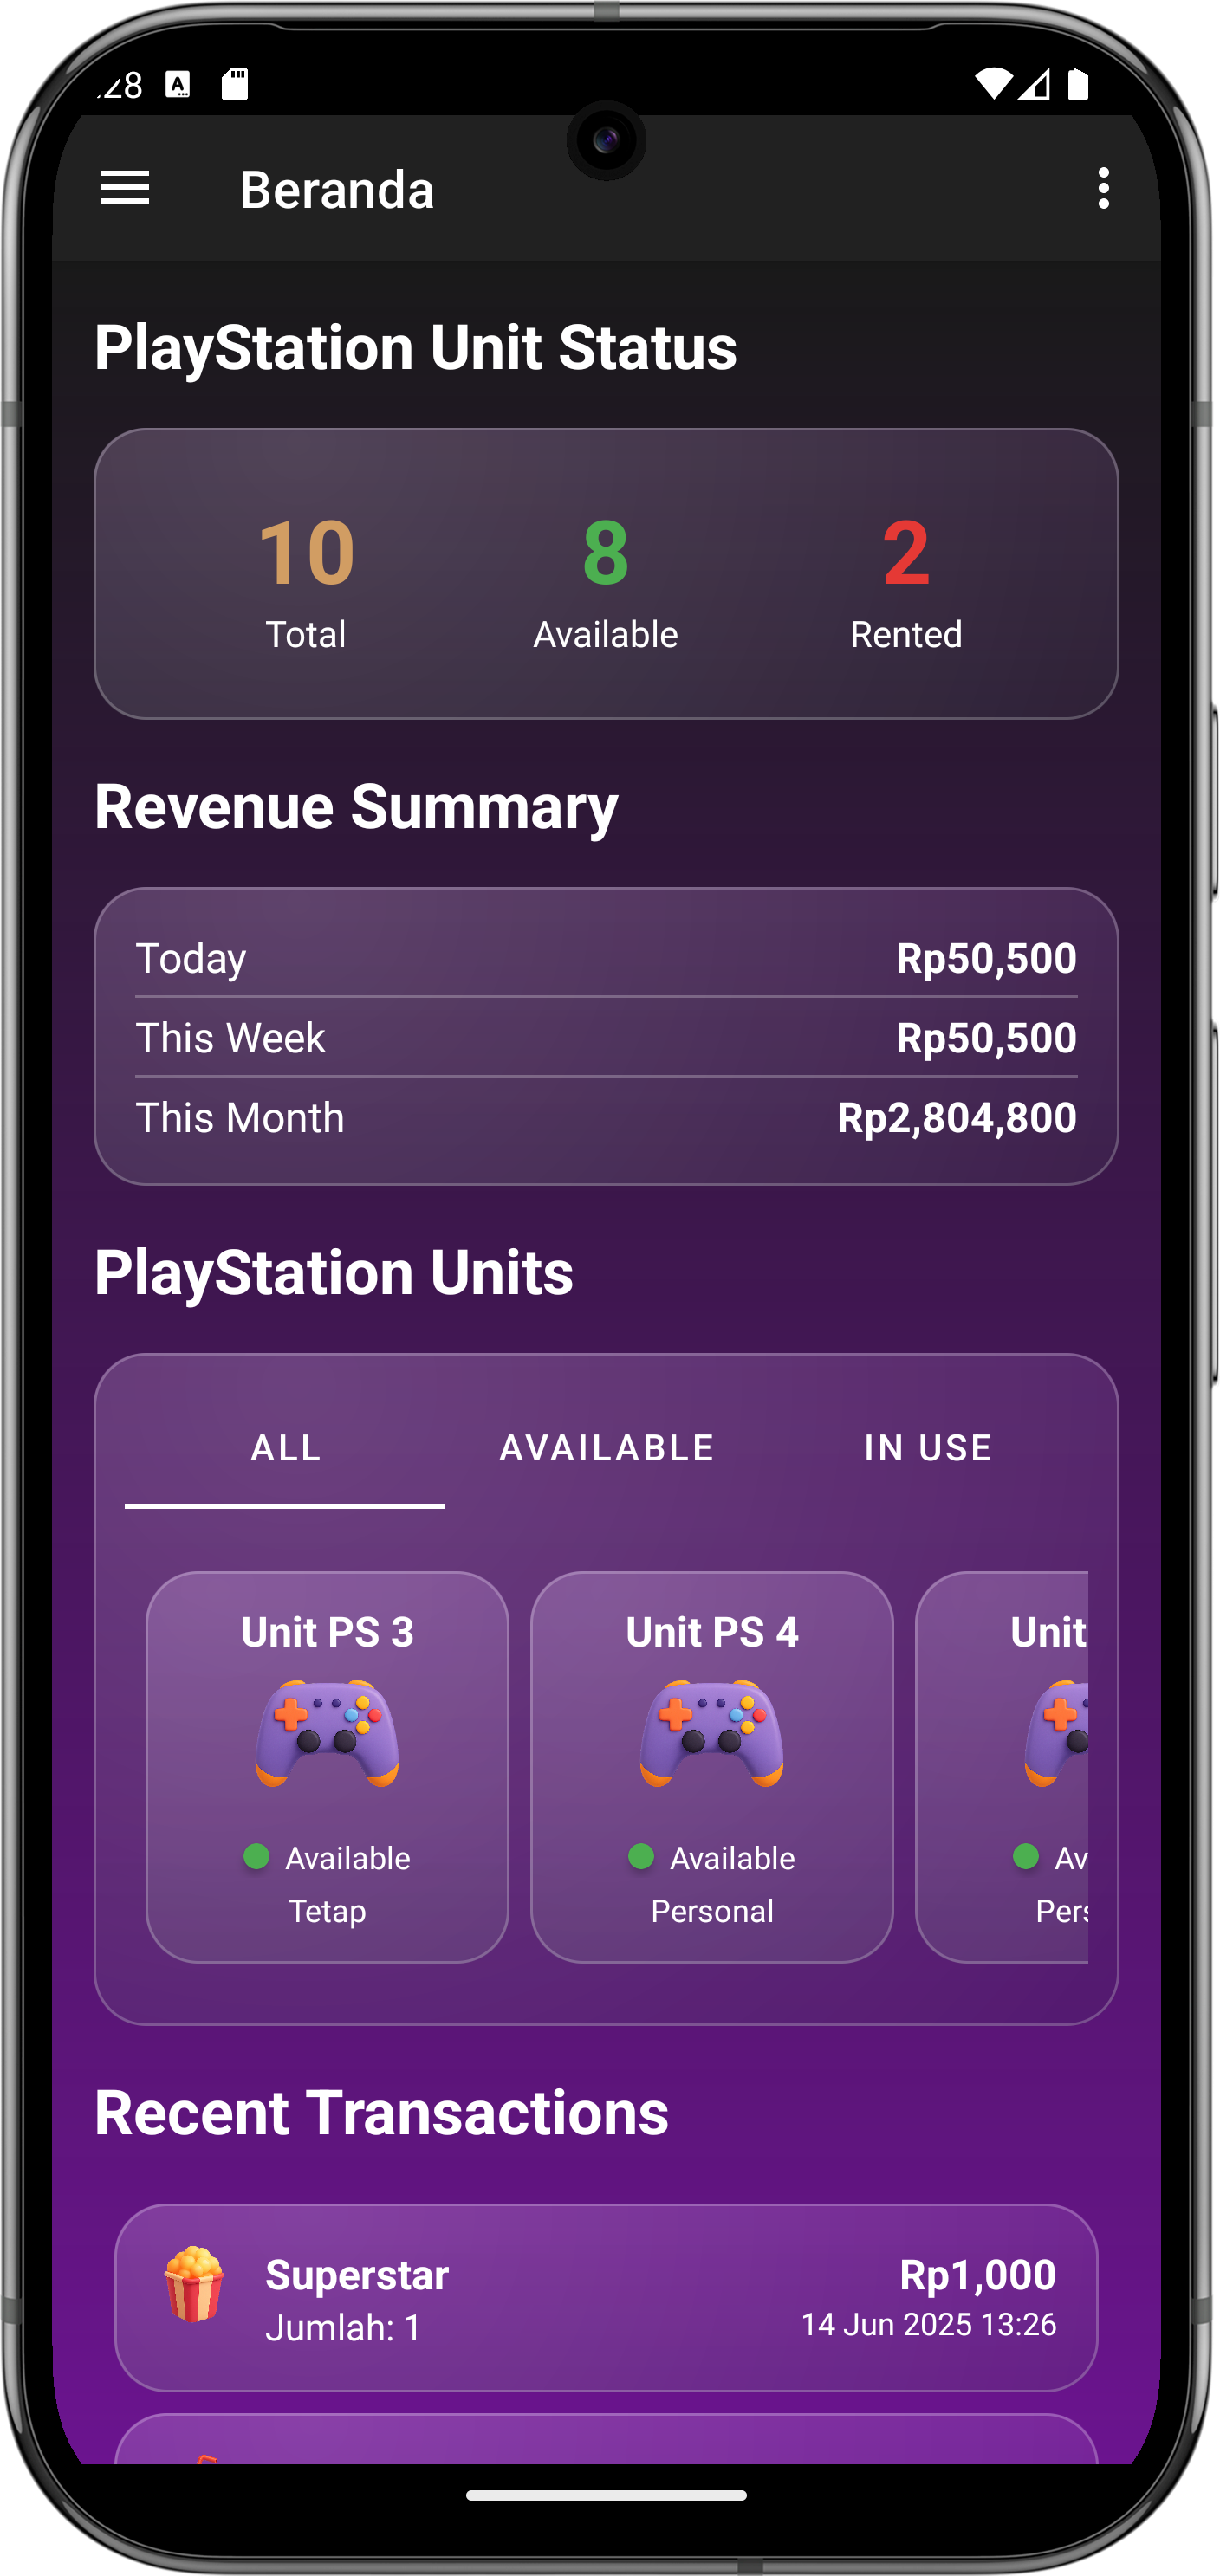 :28
Beranda
PlayStation Unit Status
10 8 2
Total Available Rented
Revenue Summary
Today Rp50,500
This Week Rp50,500
This Month Rp2,804,800
PlayStation Units
ALL AVAILABLE IN USE
Unit PS 3 Unit PS 4 Unit
Available Available Av
Tetap Personal Pers
Recent Transactions
Superstar Rp1,000
Jumlah: 1 14 Jun 2025 13:26